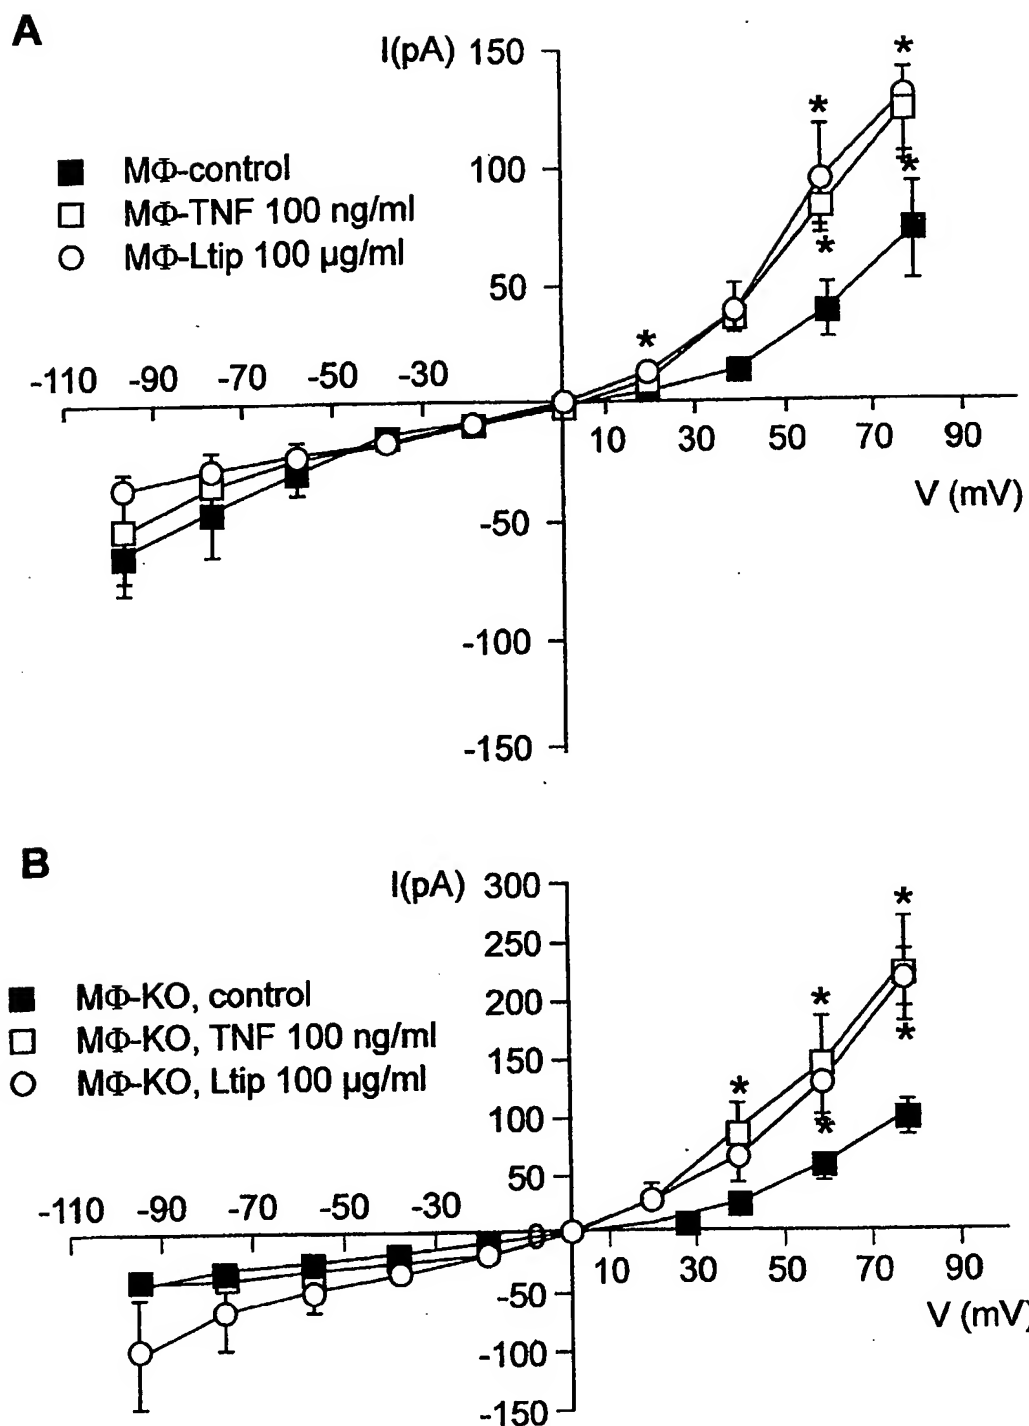 A
I(pA)
150
100
50
-50
-100
-150
MΦ-control
MΦ-TNF 100 ng/ml
MΦ-Ltip 100 µg/ml
* * * * *
-110 -90 -70 -50 -30
10 30 50 70 90
V (mV)
B
I(pA)
300
250
200
150
100
50
0
-50
-100
-150
MΦ-KO, control
MΦ-KO, TNF 100 ng/ml
MΦ-KO, Ltip 100 µg/ml
* * * * *
-110 -90 -70 -50 -30
10 30 50 70 90
V (mV)